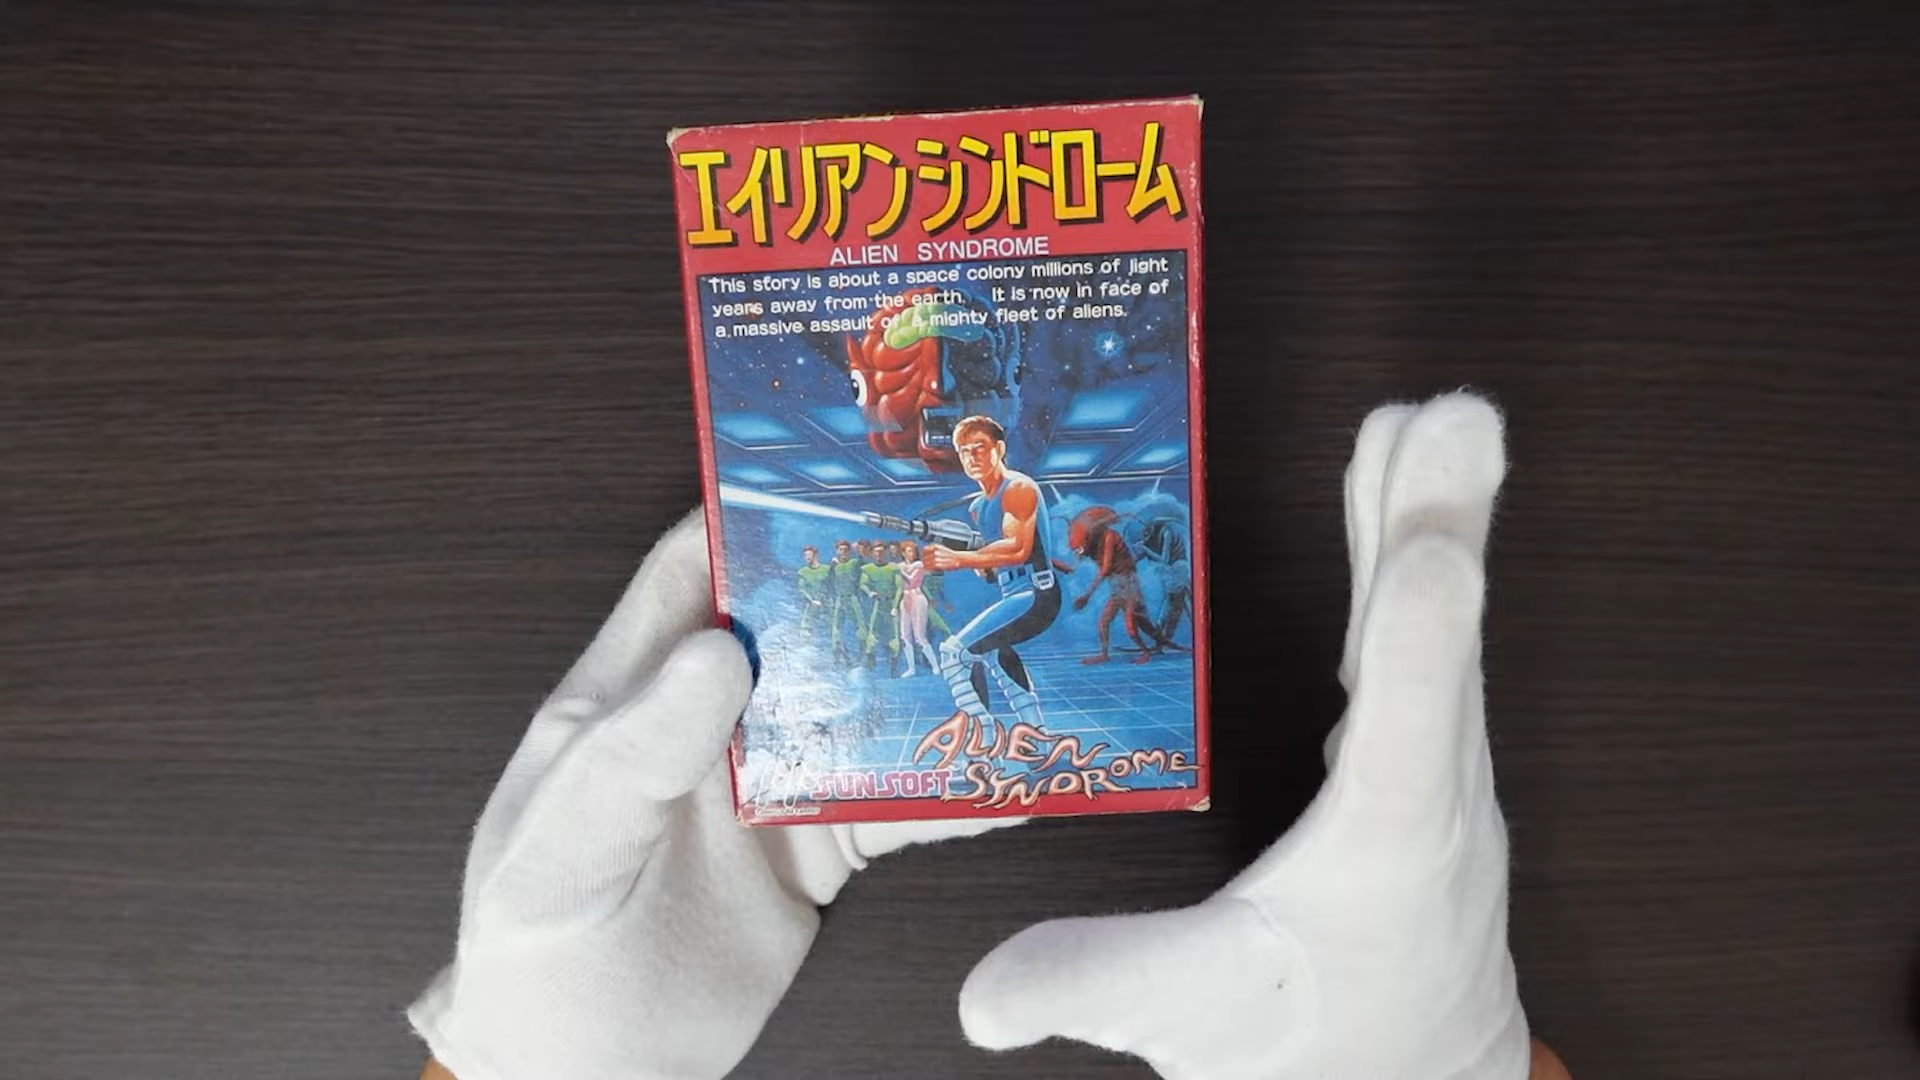 エイリアンシンドローム
ALIEN SYNDROME
This story is about a space colony millions of light
years away from the earth. It is now in face of
a massive assault of a mighty fleet of aliens.
ALIEN
SYNDROME
SUNSOFT